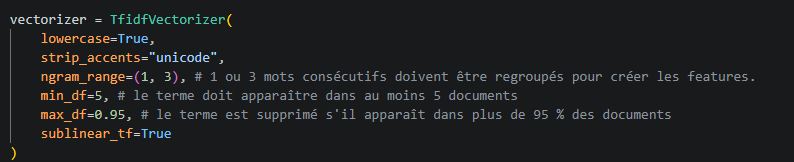 vectorizer = TfidfVectorizer(
    lowercase=True,
    strip_accents="unicode",
    ngram_range=(1, 3), # 1 ou 3 mots consécutifs doivent être regroupés pour créer les features.
    min_df=5, # le terme doit apparaître dans au moins 5 documents
    max_df=0.95, # le terme est supprimé s'il apparaît dans plus de 95 % des documents
    sublinear_tf=True
)